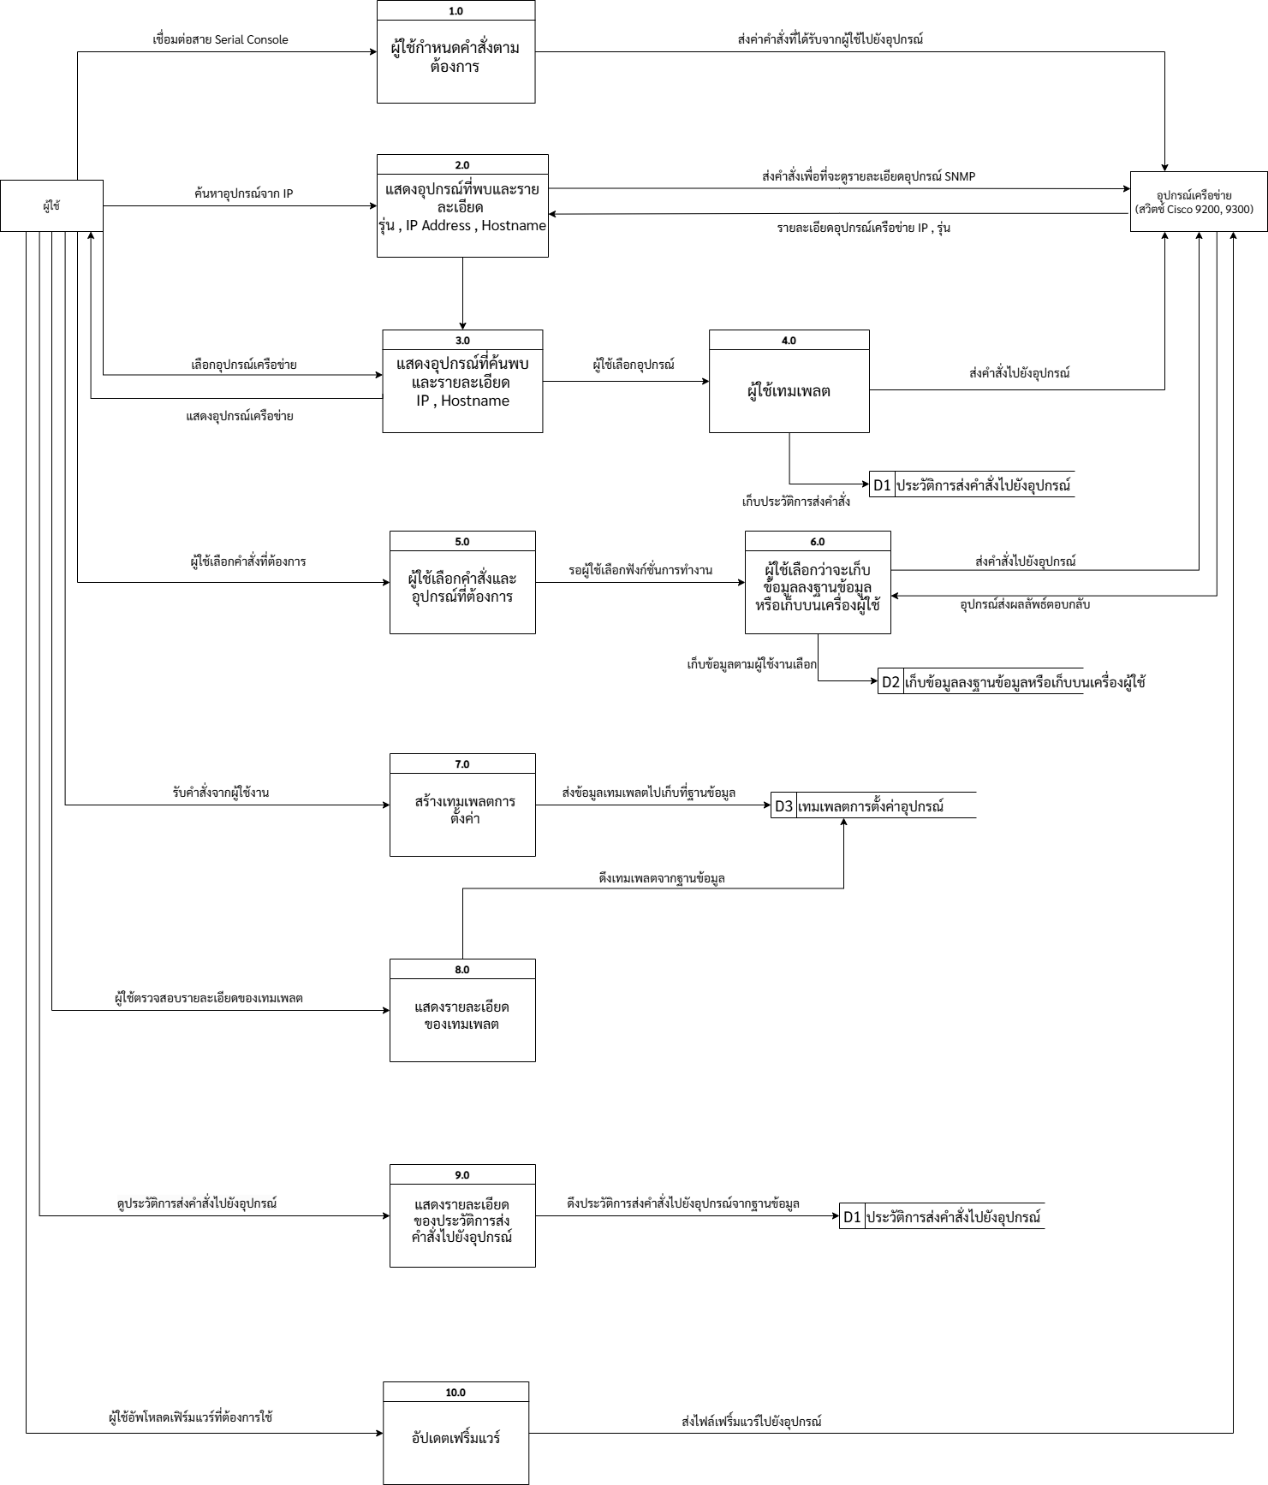 1.0
เชื่อมต่อสาย Serial Console
ผู้ใช้กำหนดคำสั่งตาม
ต้องการ
ส่งค่าคำสั่งที่ได้รับจากผู้ใช้ไปยังอุปกรณ์
2.0
ผู้ใช้
ค้นหาอุปกรณ์จาก IP
แสดงอุปกรณ์ที่พบและราย
ละเอียด
รุ่น , IP Address , Hostname
ส่งคำสั่งเพื่อที่จะดูรายละเอียดอุปกรณ์ SNMP
รายละเอียดอุปกรณ์เครือข่าย IP , รุ่น
อุปกรณ์เครือข่าย
(สวิตช์ Cisco 9200, 9300)
3.0
เลือกอุปกรณ์เครือข่าย
แสดงอุปกรณ์เครือข่าย
แสดงอุปกรณ์ที่ค้นพบ
และรายละเอียด
IP , Hostname
ผู้ใช้เลือกอุปกรณ์
4.0
ผู้ใช้เทมเพลต
ส่งคำสั่งไปยังอุปกรณ์
เก็บประวัติการส่งคำสั่ง
D1 ประวัติการส่งคำสั่งไปยังอุปกรณ์
5.0
ผู้ใช้เลือกคำสั่งที่ต้องการ
ผู้ใช้เลือกคำสั่งและ
อุปกรณ์ที่ต้องการ
รอผู้ใช้เลือกฟังก์ชั่นการทำงาน
6.0
ผู้ใช้เลือกว่าจะเก็บ
ข้อมูลลงฐานข้อมูล
หรือเก็บบนเครื่องผู้ใช้
ส่งคำสั่งไปยังอุปกรณ์
อุปกรณ์ส่งผลลัพธ์ตอบกลับ
เก็บข้อมูลตามผู้ใช้งานเลือก
D2 เก็บข้อมูลลงฐานข้อมูลหรือเก็บบนเครื่องผู้ใช้
7.0
รับคำสั่งจากผู้ใช้งาน
สร้างเทมเพลตการ
ตั้งค่า
ส่งข้อมูลเทมเพลตไปเก็บที่ฐานข้อมูล
D3 เทมเพลตการตั้งค่าอุปกรณ์
ดึงเทมเพลตจากฐานข้อมูล
8.0
ผู้ใช้ตรวจสอบรายละเอียดของเทมเพลต
แสดงรายละเอียด
ของเทมเพลต
9.0
ดูประวัติการส่งคำสั่งไปยังอุปกรณ์
แสดงรายละเอียด
ของประวัติการส่ง
คำสั่งไปยังอุปกรณ์
ดึงประวัติการส่งคำสั่งไปยังอุปกรณ์จากฐานข้อมูล
D1 ประวัติการส่งคำสั่งไปยังอุปกรณ์
10.0
ผู้ใช้อัพโหลดเฟิร์มแวร์ที่ต้องการใช้
อัปเดตเฟริ์มแวร์
ส่งไฟล์เฟริ์มแวร์ไปยังอุปกรณ์